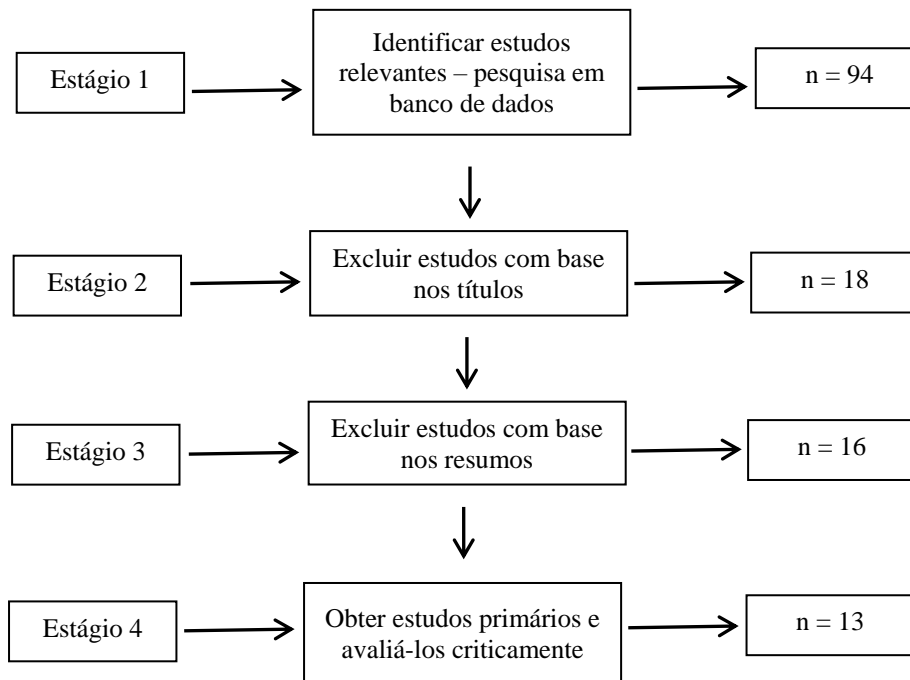 Estágio 1
Identificar estudos
relevantes – pesquisa em
banco de dados
n = 94
Estágio 2
Excluir estudos com base
nos títulos
n = 18
Estágio 3
Excluir estudos com base
nos resumos
n = 16
Estágio 4
Obter estudos primários e
avaliá-los criticamente
n = 13